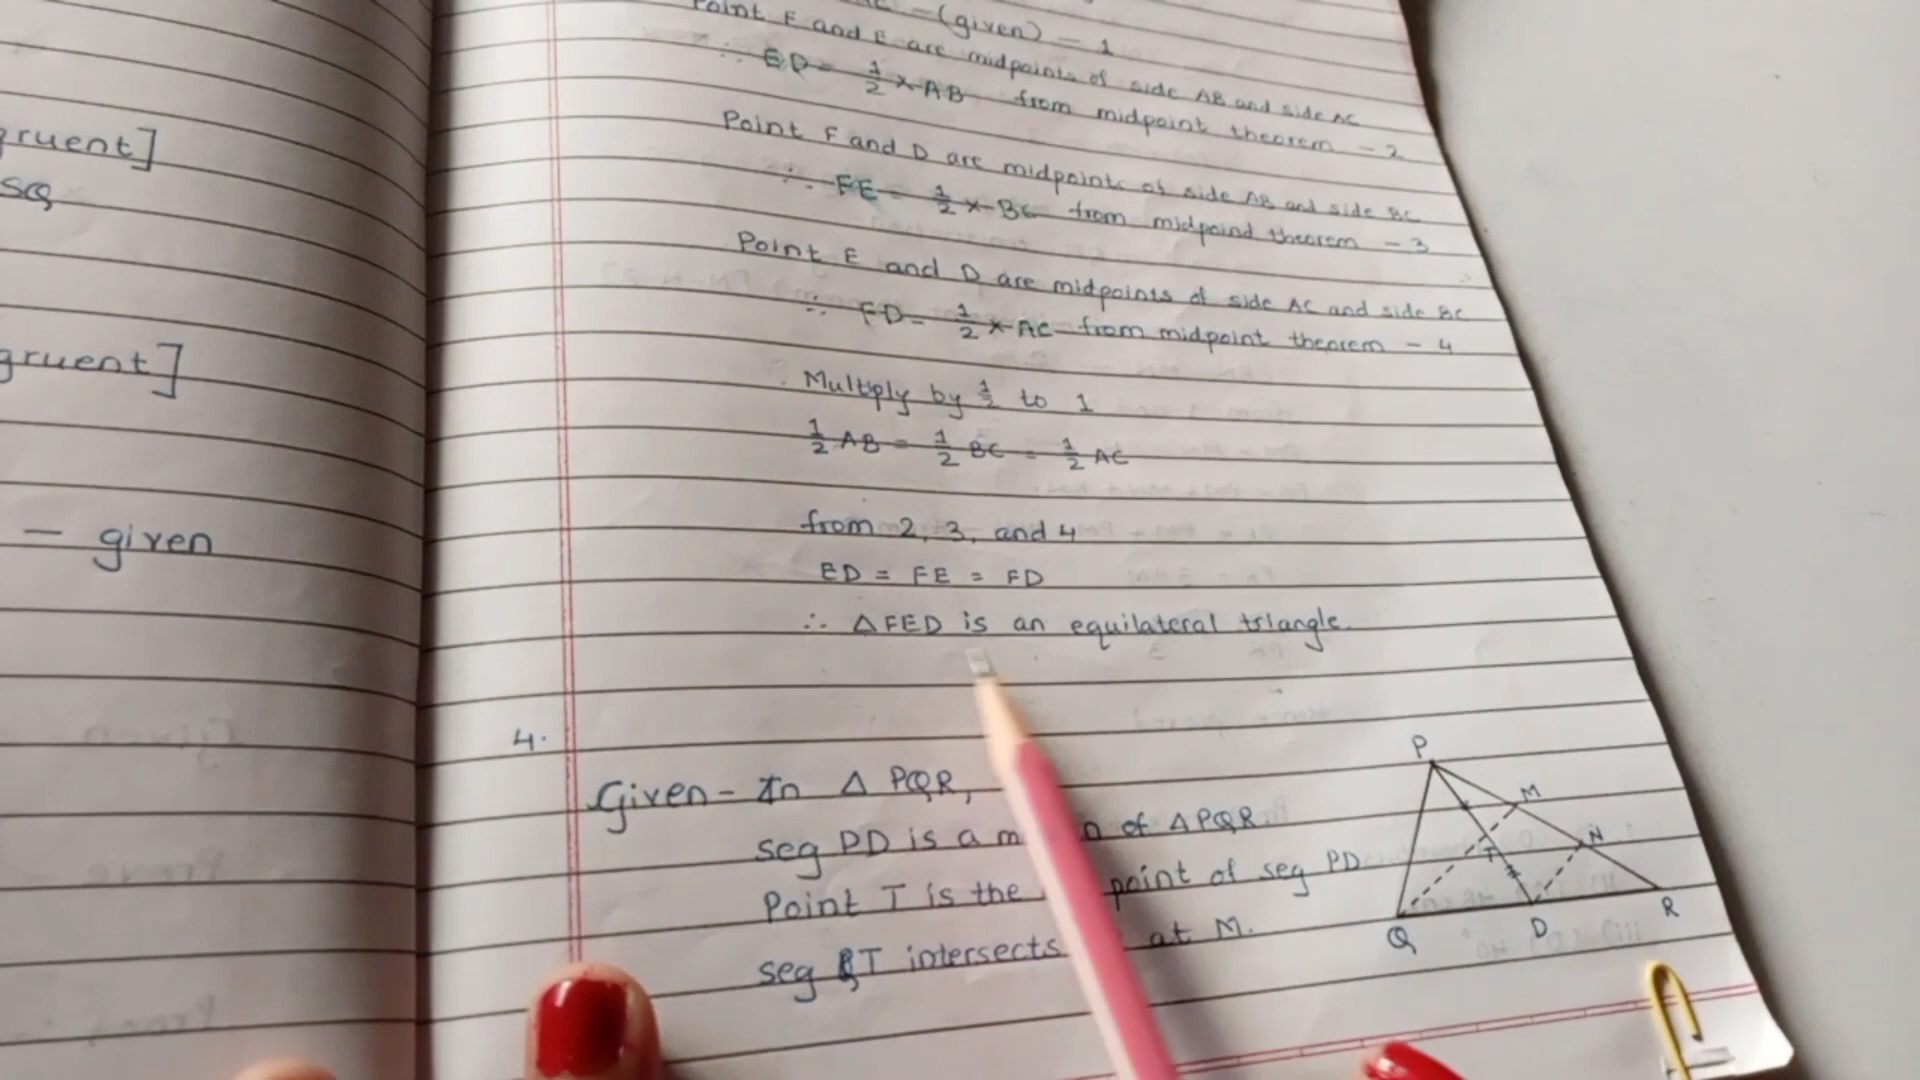 gruent]
SQ
gruent]
- given
- (given) - 1
Point F and E are midpoints of side AB and side AC
∴ ED = 1/2 × AB from midpoint theorem - 2
Point F and D are midpoints of side AB and side BC
∴ FE = 1/2 × BC from midpoind theorem - 3
Point E and D are midpoints of side AC and side BC
∴ FD = 1/2 × AC from midpoint theorem - 4
Multiply by 1/2 to 1
1/2 AB = 1/2 BC = 1/2 AC
from 2, 3, and 4
ED = FE = FD
∴ △FED is an equilateral triangle.
4.
Given - In △ PQR,
seg PD is a m n of △PQR.
Point T is the point of seg PD
seg QT intersects at M.
P
M
N
T
Q
D
R